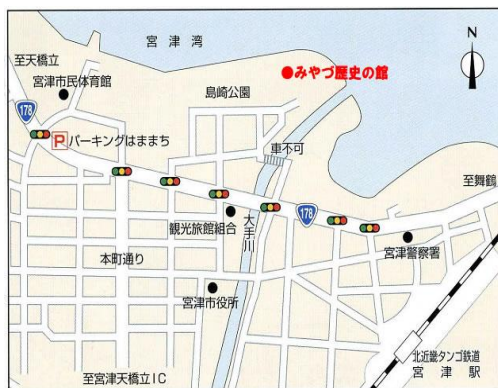 宮津湾
N
至天橋立
●みやづ歴史の館
宮津市民体育館
島崎公園
178
P パーキングはままち
車不可
至舞鶴
178
観光旅館組合
大手川
宮津警察署
本町通り
宮津市役所
北近畿タンゴ鉄道
宮津駅
至宮津天橋立IC